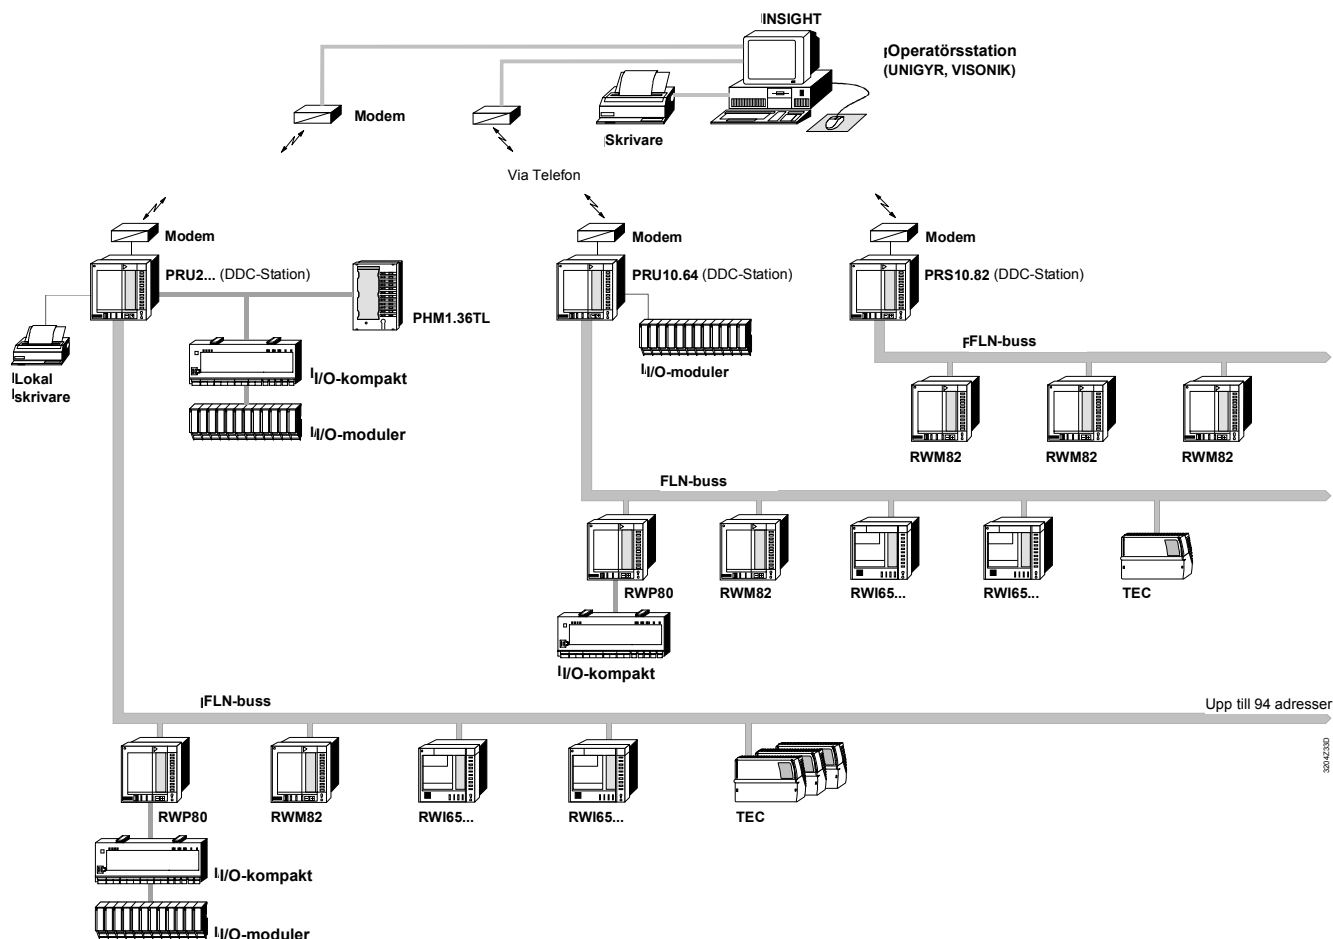 INSIGHT
Operatörsstation
(UNIGYR, VISONIK)
Modem
Skrivare
Via Telefon
Modem
Modem
Modem
PRU2... (DDC-Station)
PRU10.64 (DDC-Station)
PRS10.82 (DDC-Station)
PHM1.36TL
FLN-buss
I/O-moduler
Lokal
skrivare
I/O-kompakt
I/O-moduler
RWM82
RWM82
RWM82
FLN-buss
RWP80
RWM82
RWI65...
RWI65...
TEC
I/O-kompakt
FLN-buss
Upp till 94 adresser
3204Z33D
RWP80
RWM82
RWI65...
RWI65...
TEC
I/O-kompakt
I/O-moduler